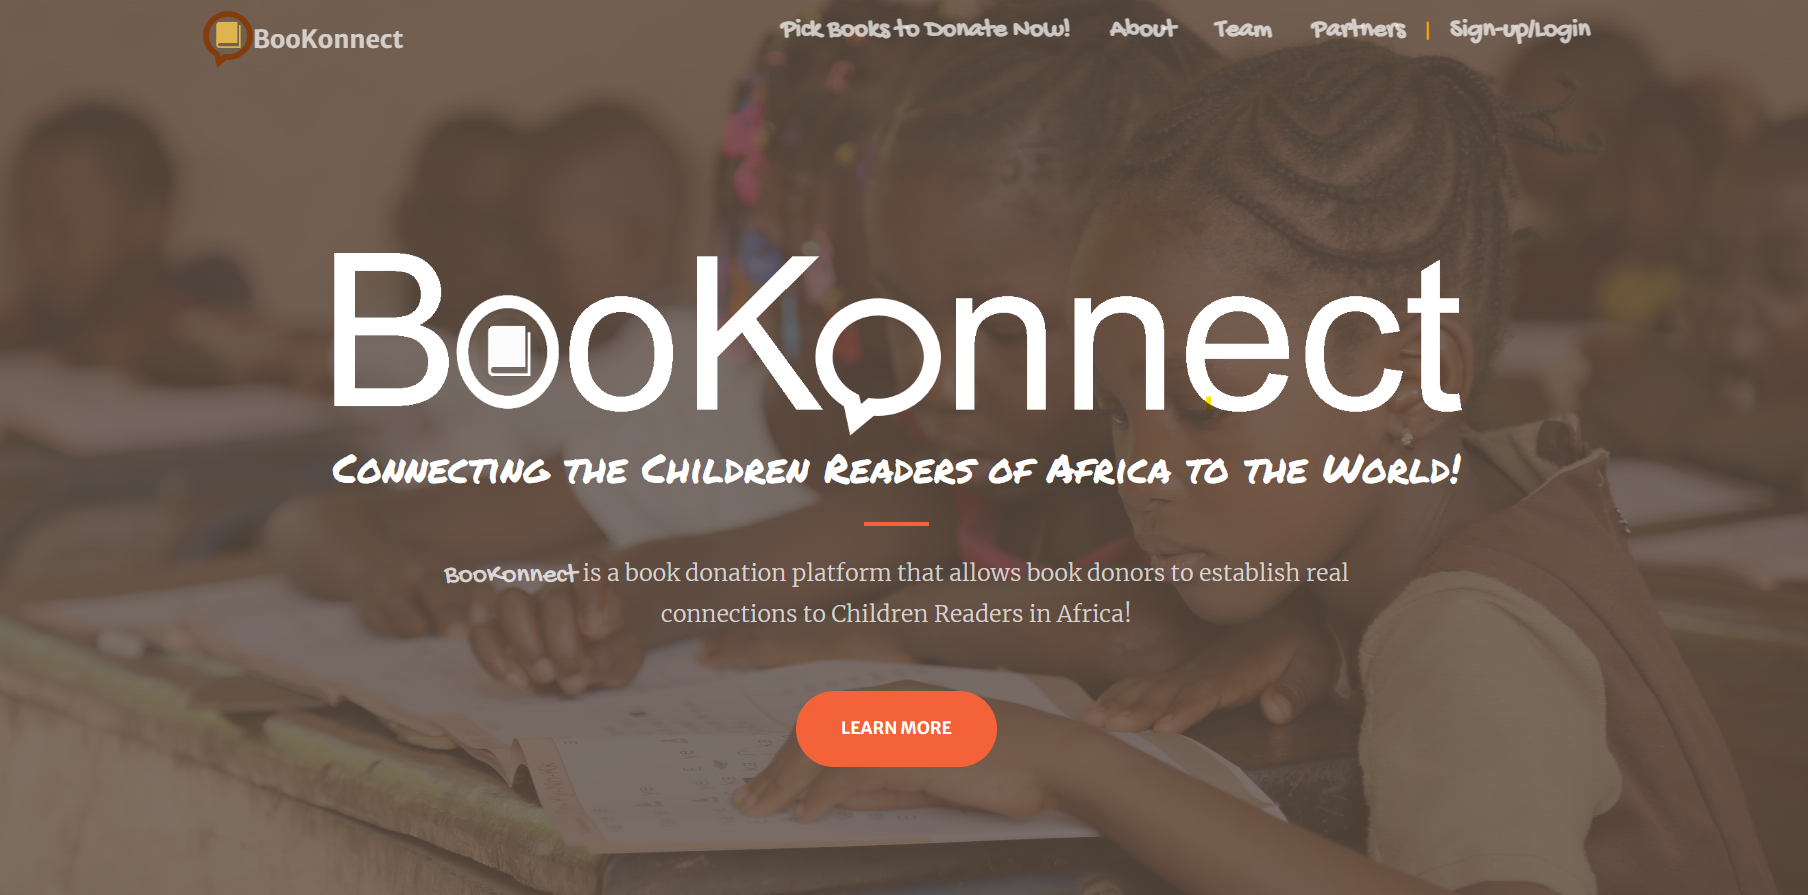 BooKonnect
Pick Books to Donate Now! About Team Partners | Sign-up/Login
BooKonnect
Connecting the Children Readers of Africa to the World!
BooKonnect is a book donation platform that allows book donors to establish real
connections to Children Readers in Africa!
LEARN MORE